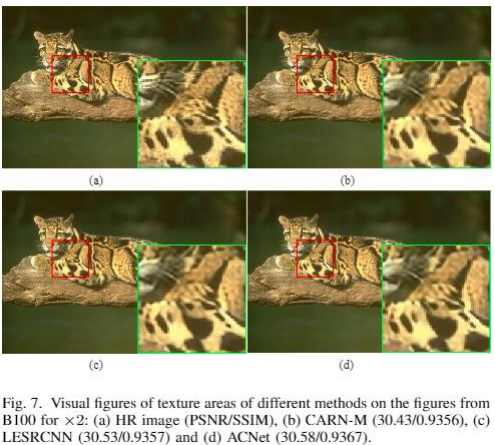 (a)
(b)
(c)
(d)
Fig. 7. Visual figures of texture areas of different methods on the figures from
B100 for ×2: (a) HR image (PSNR/SSIM), (b) CARN-M (30.43/0.9356), (c)
LESRCNN (30.53/0.9357) and (d) ACNet (30.58/0.9367).